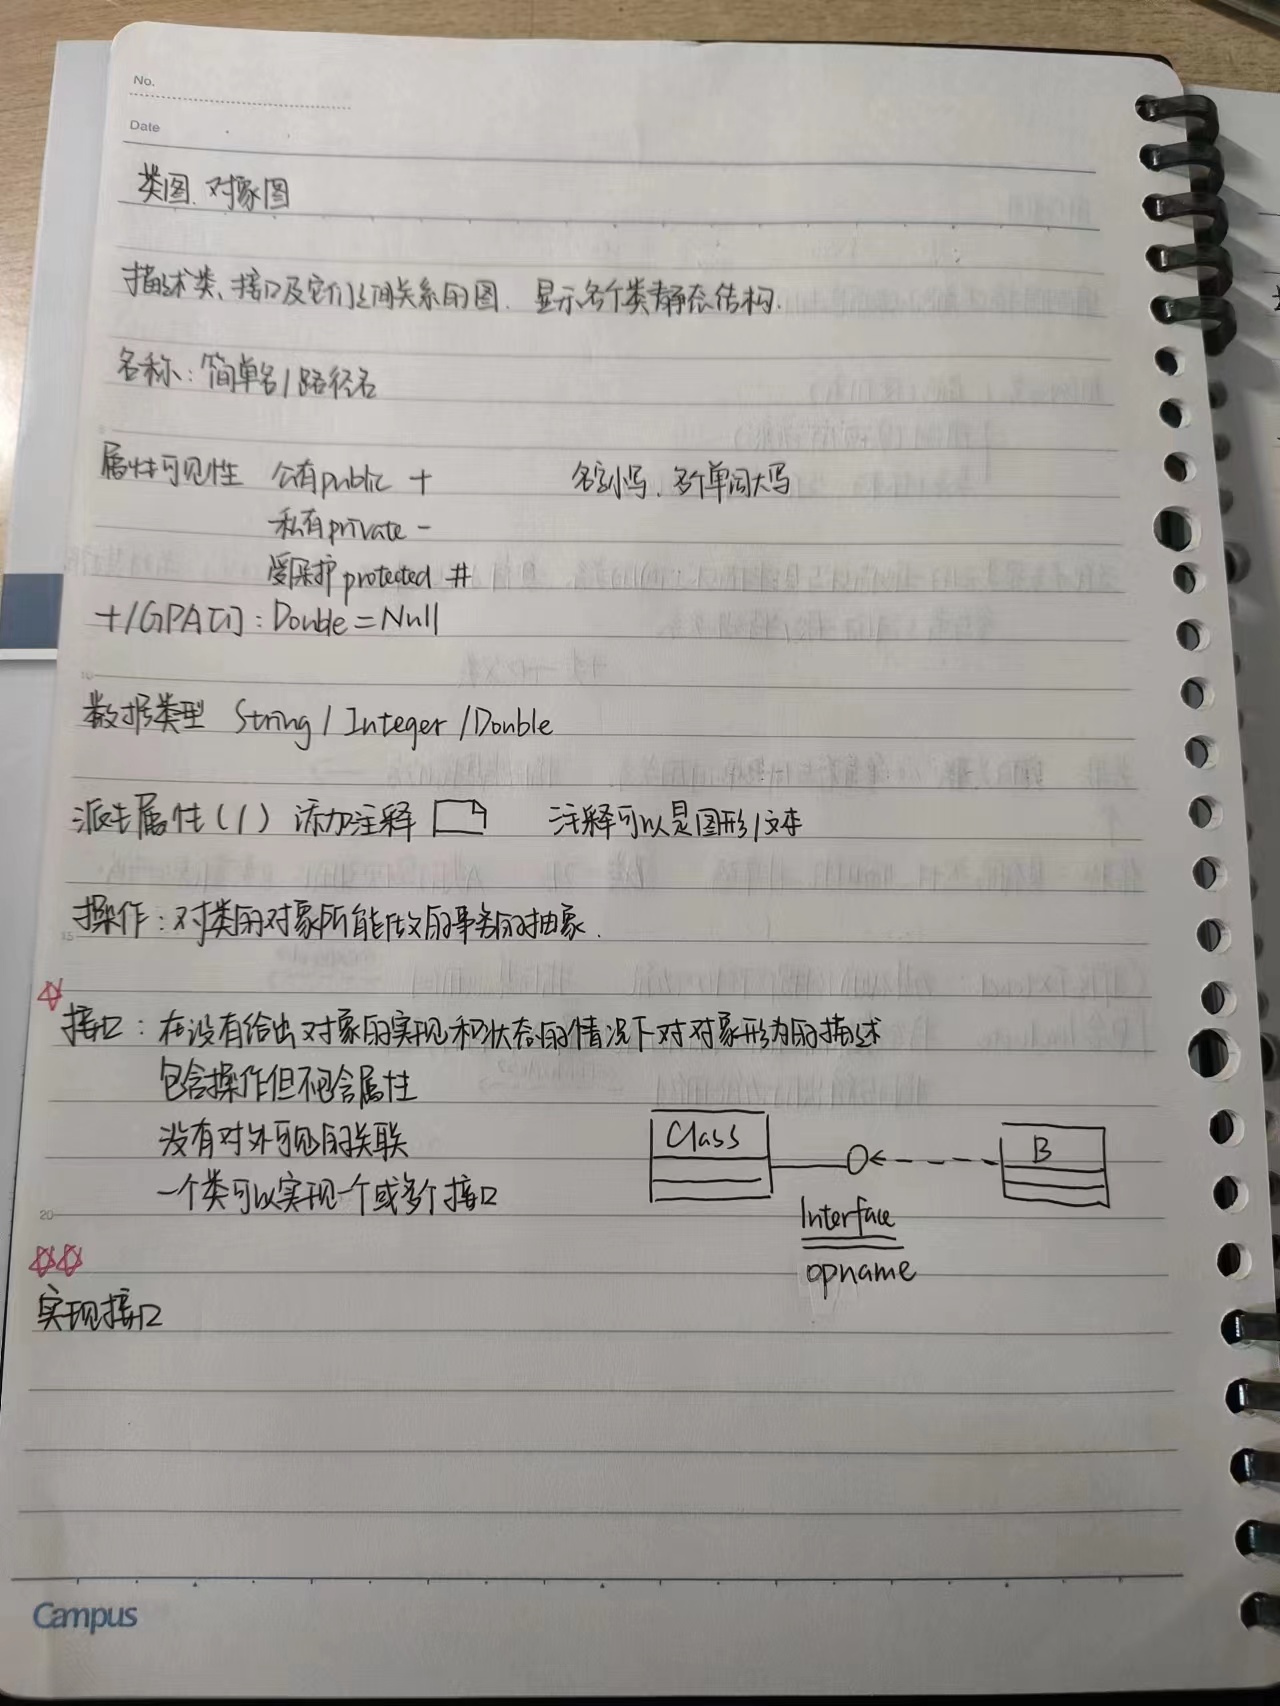 No.
Date
类图、对象图
描述类、接口及它们之间关系的图. 显示各个类静态结构.
名称: 简单名/路径名
属性可见性 公有public + 名字小写、多个单词大写
私有private -
受保护protected #
+/GPA[1]: Double = Null
数据类型 String / Integer / Double
派生属性(/) 添加注释 注释可以是图形/文本
操作: 对类的对象所能做的事务的抽象.
接口: 在没有给出对象的实现和状态的情况下对对象形为的描述
包含操作但不包含属性
没有对外可见的关联
Class B
一个类可以实现一个或多个接口
Interface
opname
20
实现接口
Campus